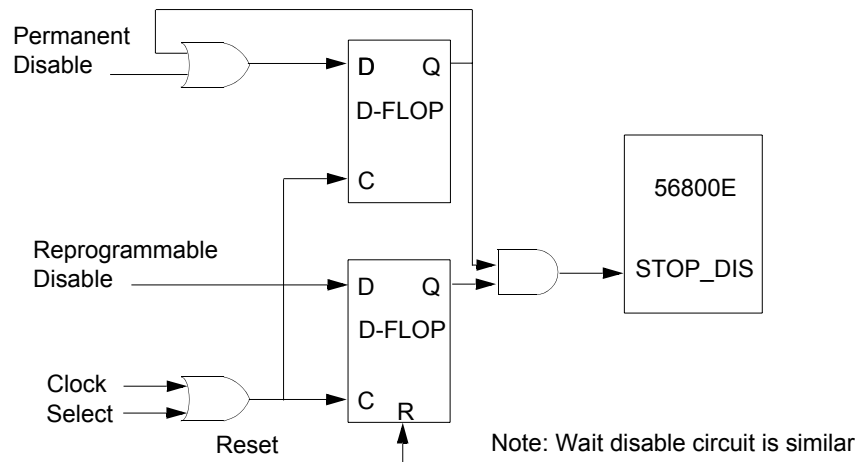 Permanent
Disable
D Q
D-FLOP
C
56800E
STOP_DIS
Reprogrammable
Disable
D Q
D-FLOP
C
R
Clock
Select
Reset
Note: Wait disable circuit is similar